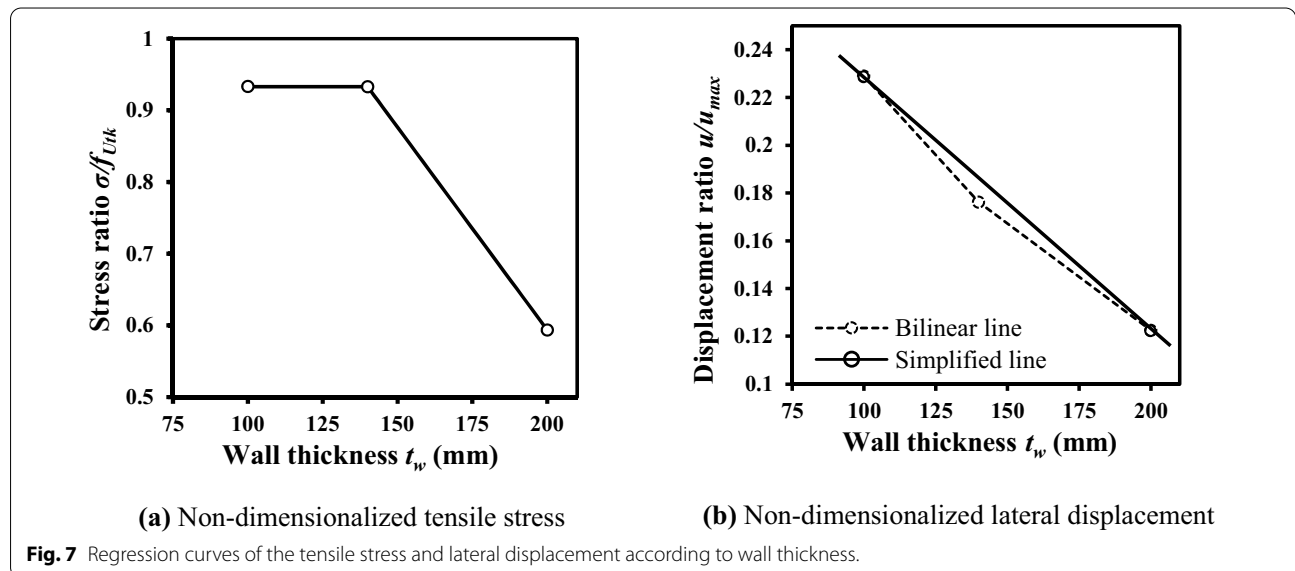 1
0.9
0.8
0.7
0.6
0.5
75 100 125 150 175 200
Stress ratio σ/f_Utk
Wall thickness t_w (mm)
(a) Non-dimensionalized tensile stress
0.24
0.22
0.2
0.18
0.16
0.14
0.12
0.1
75 100 125 150 175 200
Displacement ratio u/u_max
Bilinear line
Simplified line
Wall thickness t_w (mm)
(b) Non-dimensionalized lateral displacement
Fig. 7 Regression curves of the tensile stress and lateral displacement according to wall thickness.